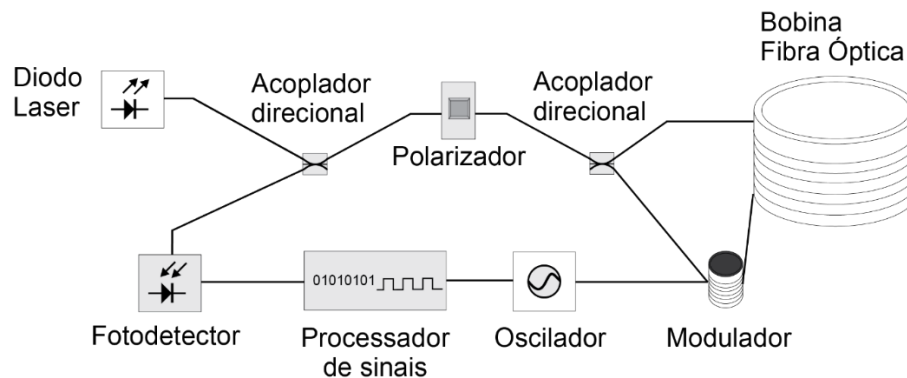 Bobina
Fibra Óptica
Diodo
Laser
Acoplador
direcional
Acoplador
direcional
Polarizador
01010101
Fotodetector
Processador
de sinais
Oscilador
Modulador